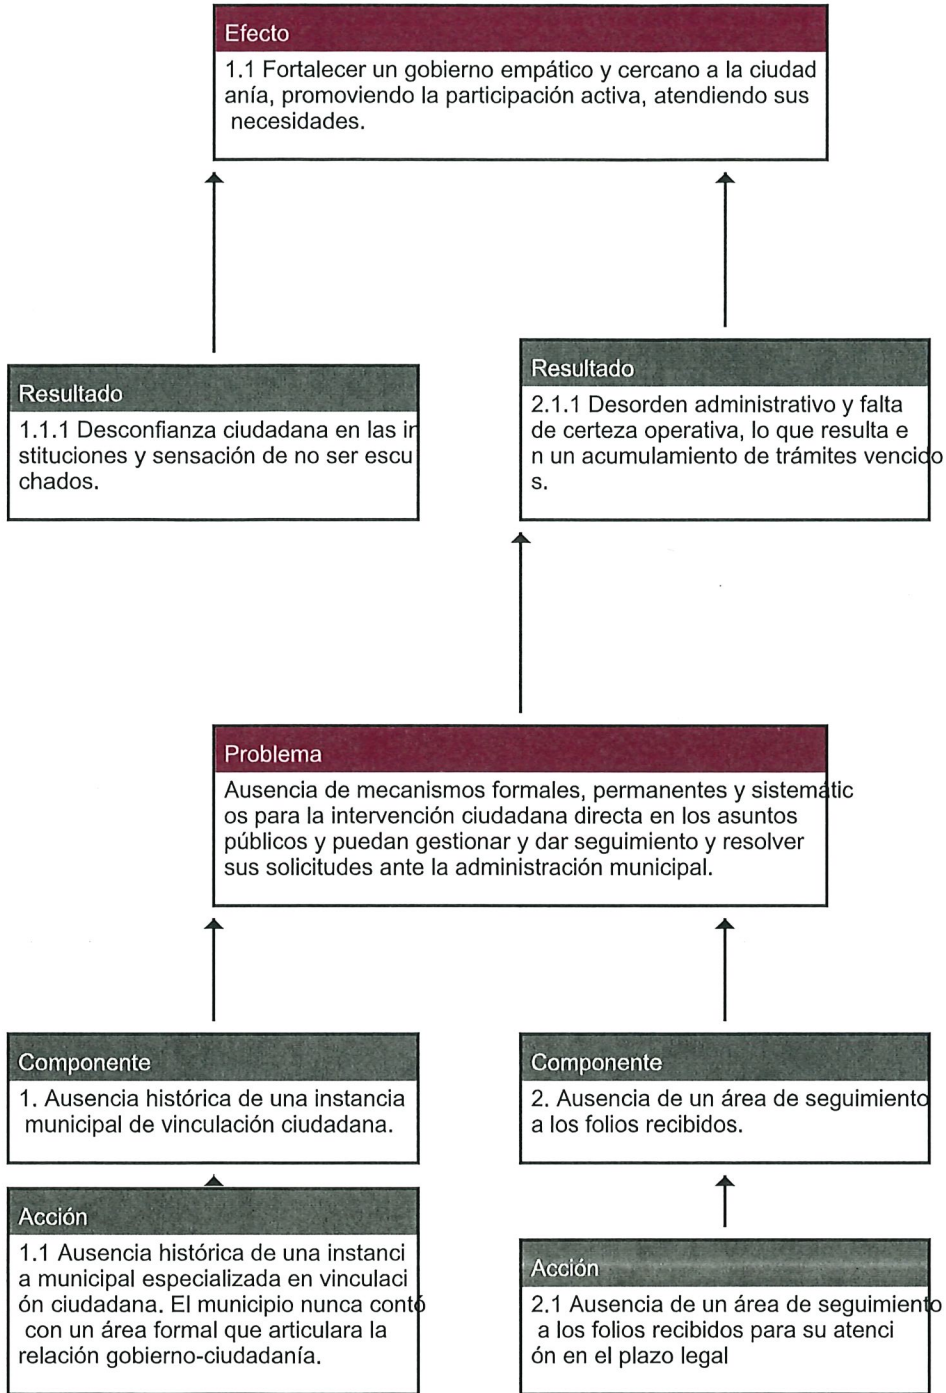 Efecto
1.1 Fortalecer un gobierno empático y cercano a la ciudad
anía, promoviendo la participación activa, atendiendo sus
necesidades.
Resultado
1.1.1 Desconfianza ciudadana en las in
stituciones y sensación de no ser escu
chados.
Resultado
2.1.1 Desorden administrativo y falta
de certeza operativa, lo que resulta e
n un acumulamiento de trámites vencido
s.
Problema
Ausencia de mecanismos formales, permanentes y sistemátic
os para la intervención ciudadana directa en los asuntos
públicos y puedan gestionar y dar seguimiento y resolver
sus solicitudes ante la administración municipal.
Componente
1. Ausencia histórica de una instancia
municipal de vinculación ciudadana.
Componente
2. Ausencia de un área de seguimiento
a los folios recibidos.
Acción
1.1 Ausencia histórica de una instanci
a municipal especializada en vinculaci
ón ciudadana. El municipio nunca contó
con un área formal que articulara la
relación gobierno-ciudadanía.
Acción
2.1 Ausencia de un área de seguimiento
a los folios recibidos para su atenci
ón en el plazo legal